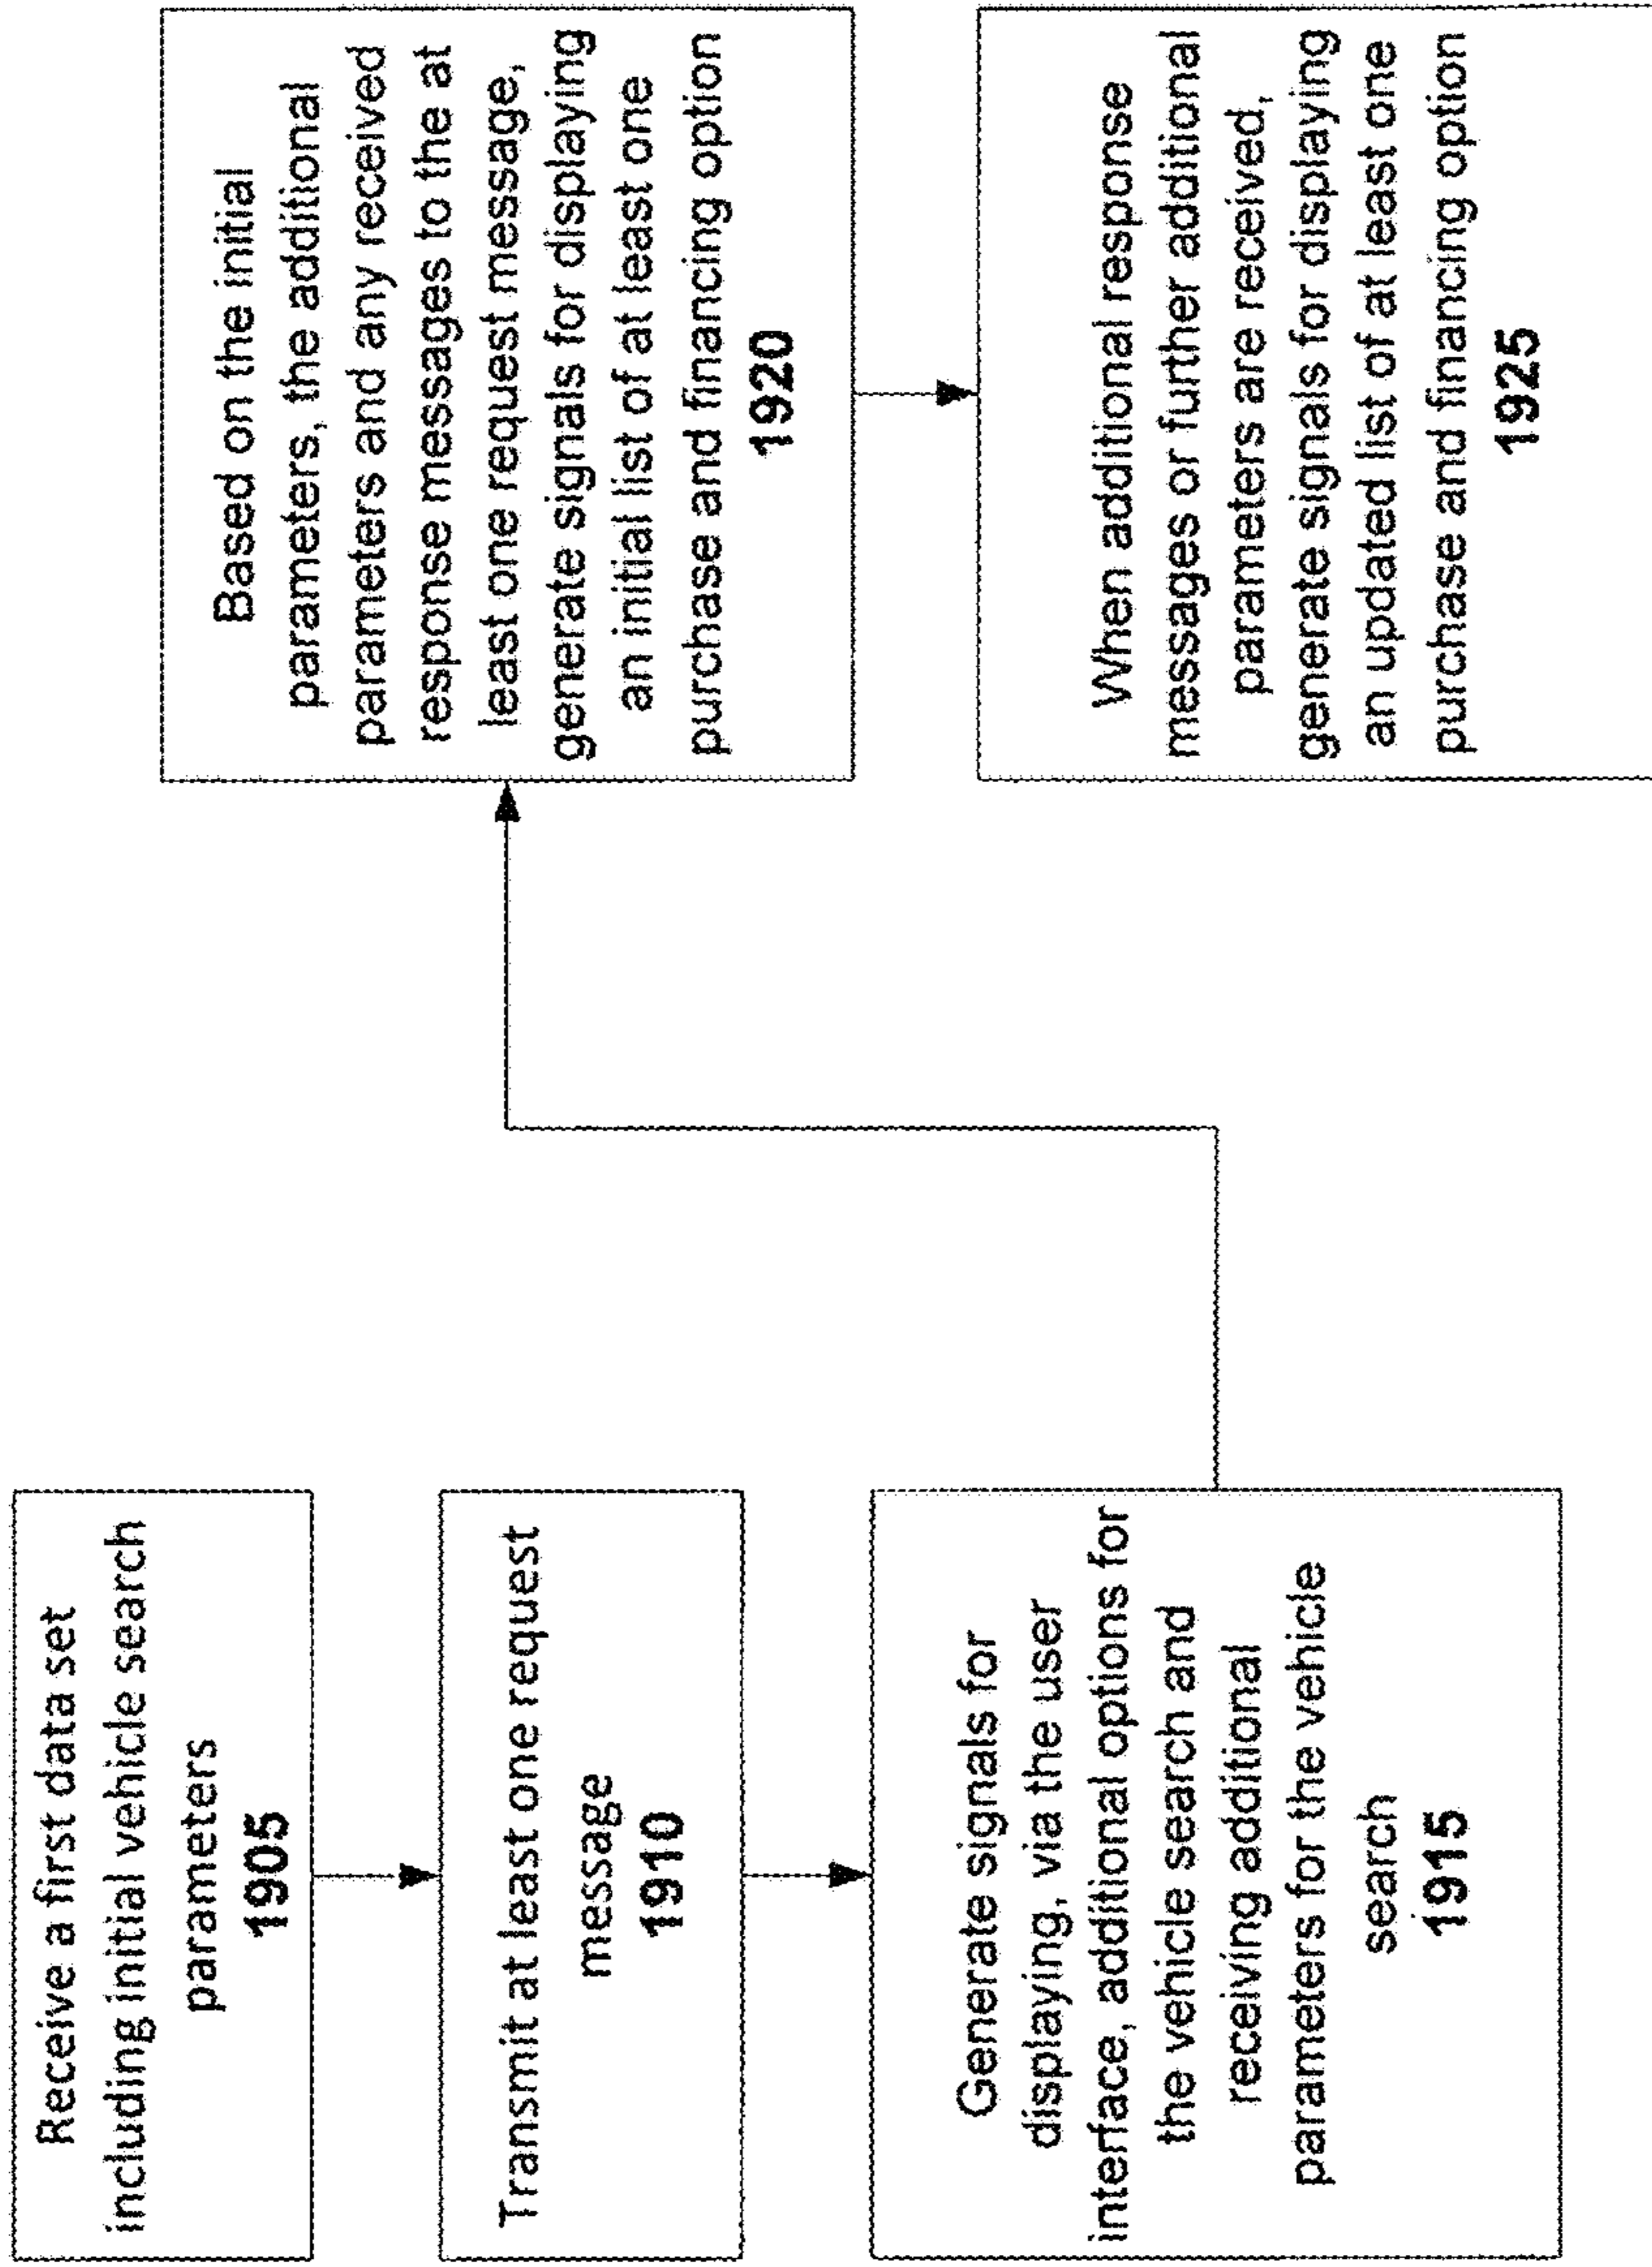 Receive a first data set
including initial vehicle search
parameters
1905
Transmit at least one request
message
1910
Generate signals for
displaying, via the user
interface, additional options for
the vehicle search and
receiving additional
parameters for the vehicle
search
1915
Based on the initial
parameters, the additional
parameters and any received
response messages to the at
least one request message,
generate signals for displaying
an initial list of at least one
purchase and financing option
1920
When additional response
messages or further additional
parameters are received,
generate signals for displaying
an updated list of at least one
purchase and financing option
1925